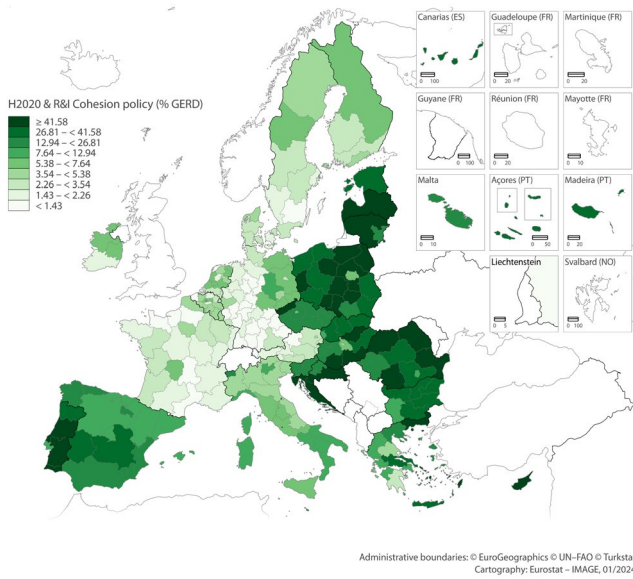 H2020 & R&I Cohesion policy (% GERD)
≥ 41.58
26.81 – < 41.58
12.94 – < 26.81
7.64 – < 12.94
5.38 – < 7.64
3.54 – < 5.38
2.26 – < 3.54
1.43 – < 2.26
< 1.43
Canarias (ES)
0 100
Guadeloupe (FR)
0 20
Martinique (FR)
0 20
Guyane (FR)
0 100
Réunion (FR)
0 20
Mayotte (FR)
0 10
Malta
0 10
Açores (PT)
0 50
Madeira (PT)
0 20
Liechtenstein
0 5
Svalbard (NO)
0 100
Administrative boundaries: © EuroGeographics © UN–FAO © Turksta
Cartography: Eurostat – IMAGE, 01/2024